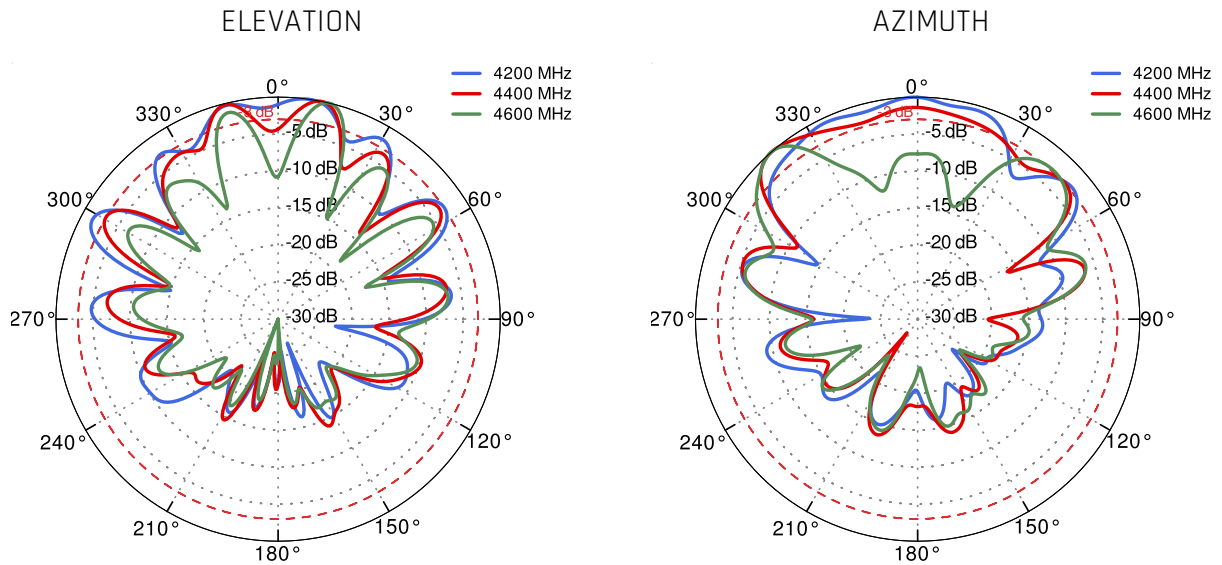 ELEVATION
4200 MHz
4400 MHz
4600 MHz
0°
30°
60°
90°
120°
150°
180°
210°
240°
270°
300°
330°
-3 dB
-5 dB
-10 dB
-15 dB
-20 dB
-25 dB
-30 dB
AZIMUTH
4200 MHz
4400 MHz
4600 MHz
0°
30°
60°
90°
120°
150°
180°
210°
240°
270°
300°
330°
-3 dB
-5 dB
-10 dB
-15 dB
-20 dB
-25 dB
-30 dB